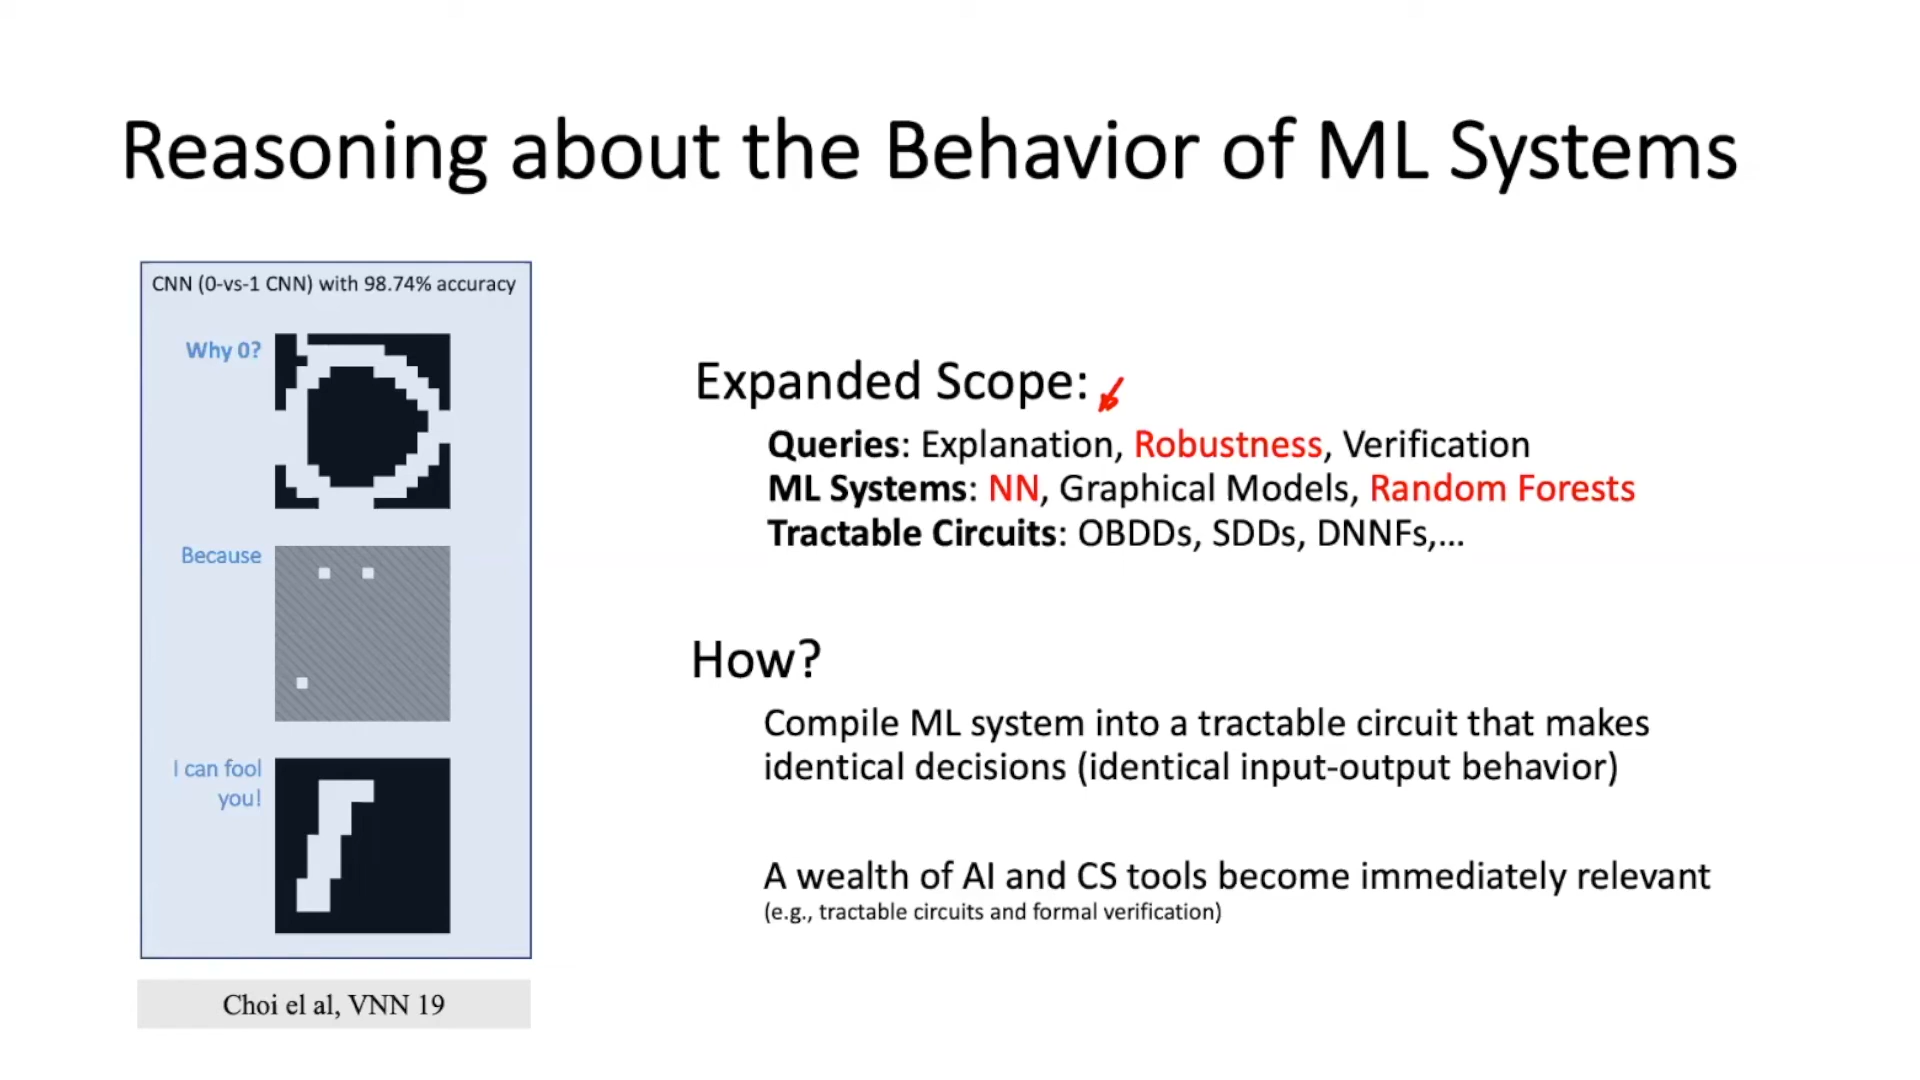 Reasoning about the Behavior of ML Systems
CNN (0-vs-1 CNN) with 98.74% accuracy
Why 0?
Because
I can fool
you!
Choi el al, VNN 19
Expanded Scope:
Queries: Explanation, Robustness, Verification
ML Systems: NN, Graphical Models, Random Forests
Tractable Circuits: OBDDs, SDDs, DNNFs,...
How?
Compile ML system into a tractable circuit that makes
identical decisions (identical input-output behavior)
A wealth of AI and CS tools become immediately relevant
(e.g., tractable circuits and formal verification)